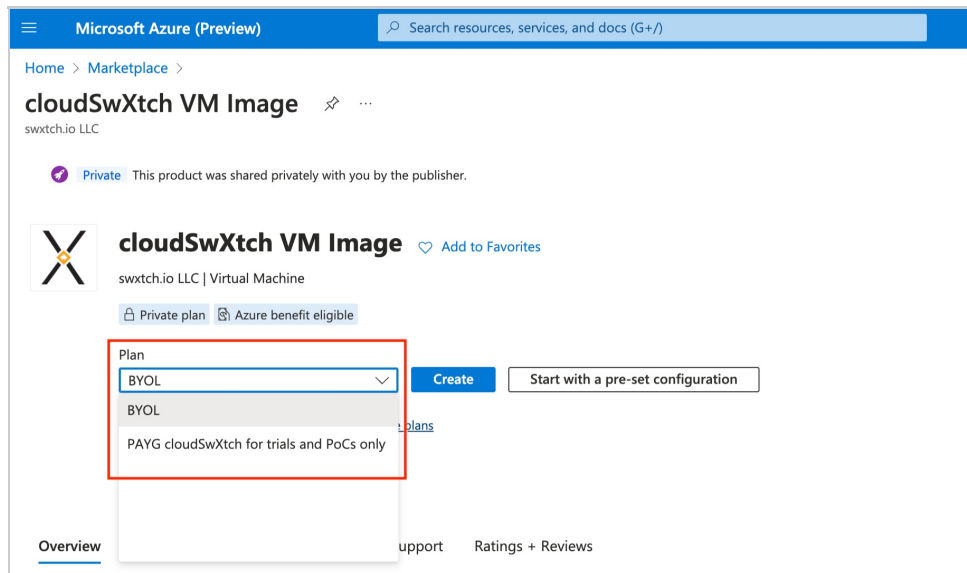 Microsoft Azure (Preview)
Search resources, services, and docs (G+/)
Home > Marketplace >
cloudSwXtch VM Image
swxtch.io LLC
Private This product was shared privately with you by the publisher.
cloudSwXtch VM Image Add to Favorites
swxtch.io LLC | Virtual Machine
Private plan Azure benefit eligible
Plan
BYOL Create Start with a pre-set configuration
BYOL
plans
PAYG cloudSwXtch for trials and PoCs only
Overview upport Ratings + Reviews